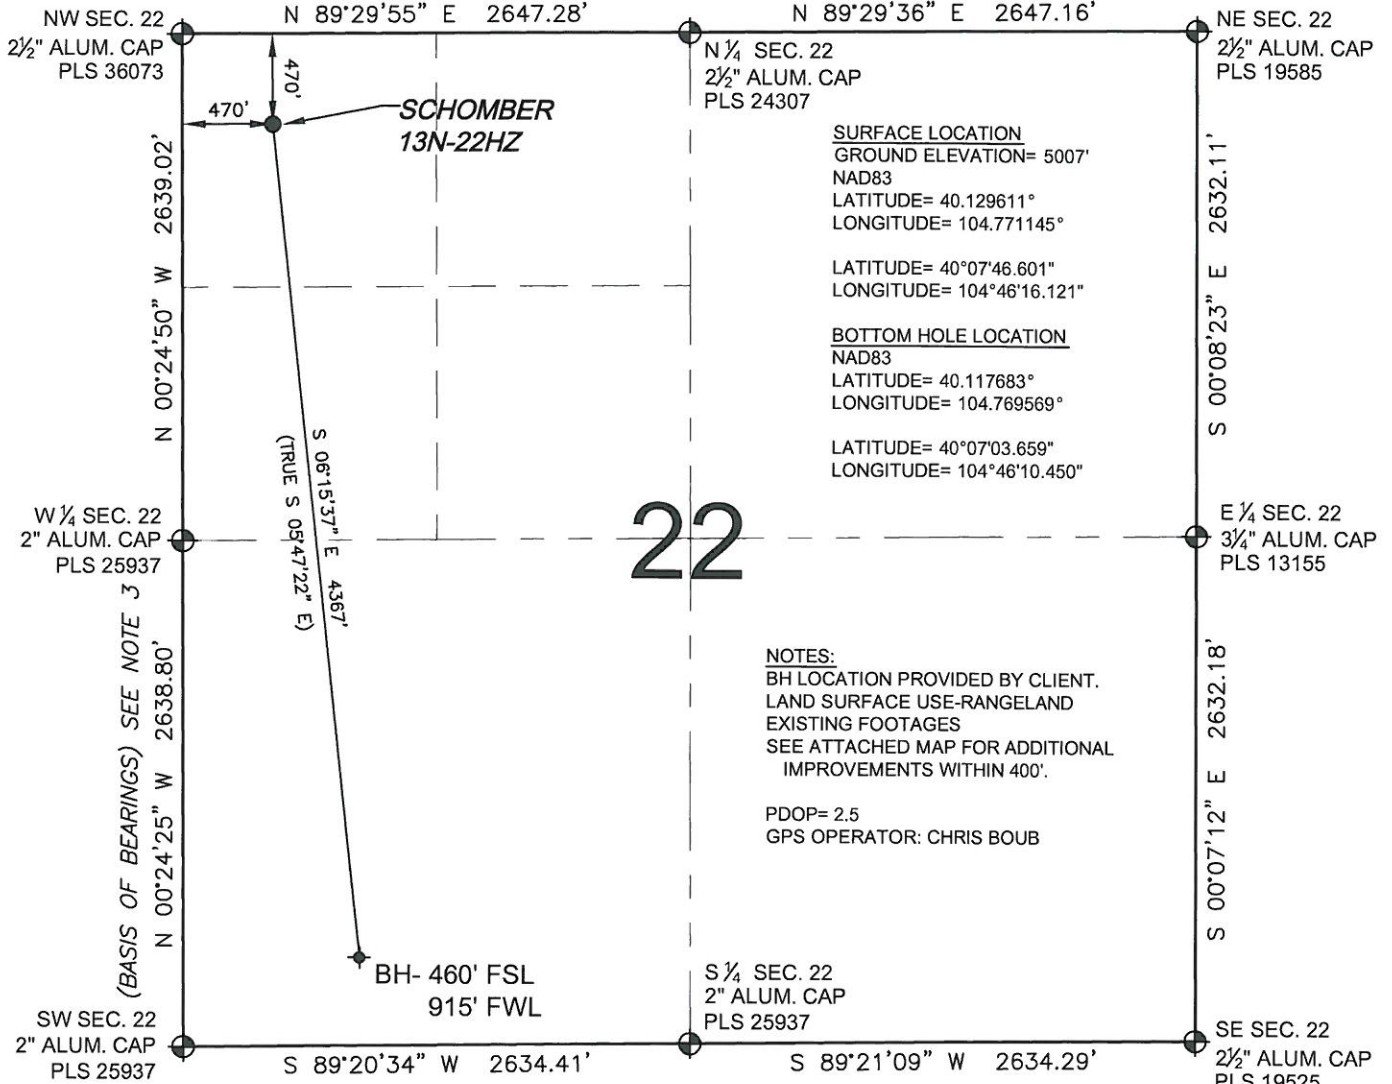 N 89°29'55" E 2647.28'
N 89°29'36" E 2647.16'
NW SEC. 22
2½" ALUM. CAP
PLS 36073
N ¼ SEC. 22
2½" ALUM. CAP
PLS 24307
NE SEC. 22
2½" ALUM. CAP
PLS 19585
470'
470'
SCHOMBER
13N-22HZ
SURFACE LOCATION
GROUND ELEVATION= 5007'
NAD83
LATITUDE= 40.129611°
LONGITUDE= 104.771145°
LATITUDE= 40°07'46.601"
LONGITUDE= 104°46'16.121"
BOTTOM HOLE LOCATION
NAD83
LATITUDE= 40.117683°
LONGITUDE= 104.769569°
LATITUDE= 40°07'03.659"
LONGITUDE= 104°46'10.450"
N 00°24'50" W 2639.02'
S 00°08'23" E 2632.11'
S 06°15'37" E 4367'
(TRUE S 05°47'22" E)
W ¼ SEC. 22
2" ALUM. CAP
PLS 25937
22
E ¼ SEC. 22
3¼" ALUM. CAP
PLS 13155
(BASIS OF BEARINGS) SEE NOTE 3
N 00°24'25" W 2638.80'
NOTES:
BH LOCATION PROVIDED BY CLIENT.
LAND SURFACE USE-RANGELAND
EXISTING FOOTAGES
SEE ATTACHED MAP FOR ADDITIONAL
IMPROVEMENTS WITHIN 400'.
PDOP= 2.5
GPS OPERATOR: CHRIS BOUB
S 00°07'12" E 2632.18'
BH- 460' FSL
915' FWL
SW SEC. 22
2" ALUM. CAP
PLS 25937
S ¼ SEC. 22
2" ALUM. CAP
PLS 25937
SE SEC. 22
2½" ALUM. CAP
PLS 19525
S 89°20'34" W 2634.41'
S 89°21'09" W 2634.29'